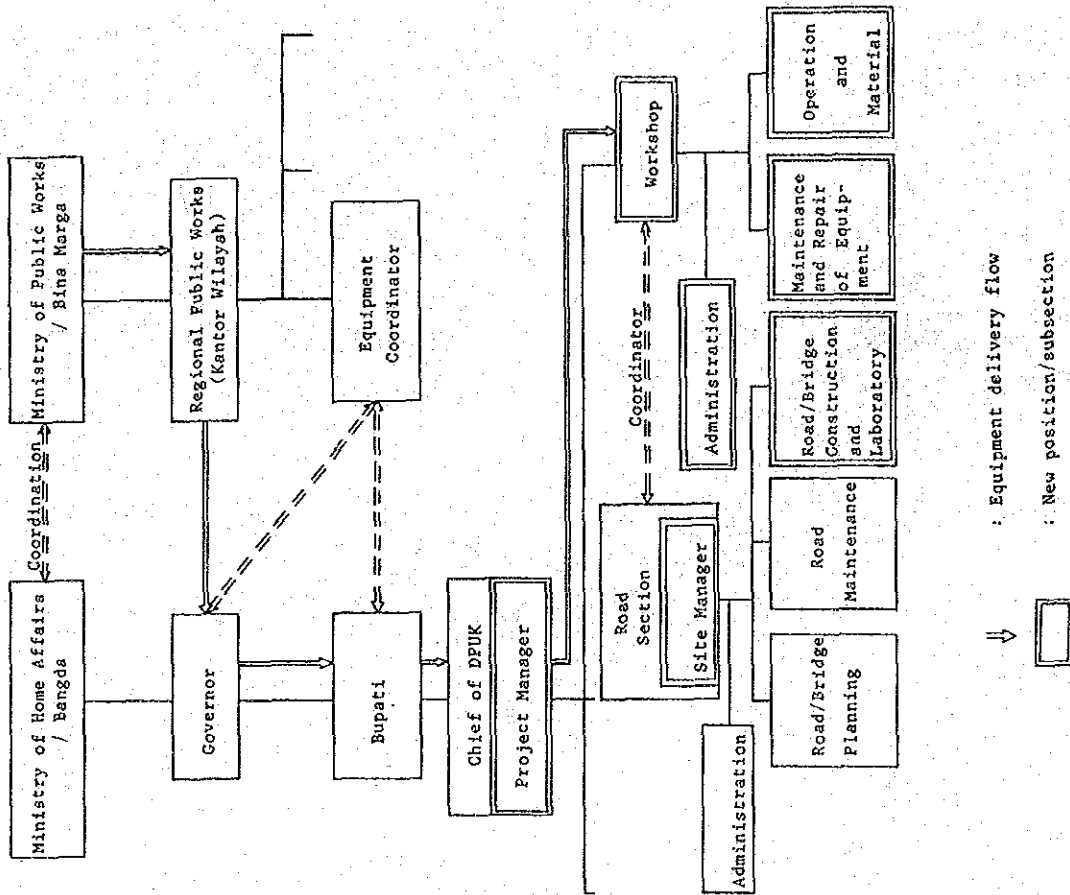 Ministry of Home Affairs
/ Bangda
Coordination
Ministry of Public Works
/ Bina Marga
Governor
Regional Public Works
(Kantor Wilayah)
Bupati
Equipment
Coordinator
Chief of DPUK
Project Manager
Road
Section
Site Manager
Coordinator
Workshop
Administration
Administration
Road/Bridge
Planning
Road
Maintenance
Road/Bridge
Construction
and
Laboratory
Maintenance
and Repair
of Equip-
ment
Operation
and
Material
: Equipment delivery flow
: New position/subsection